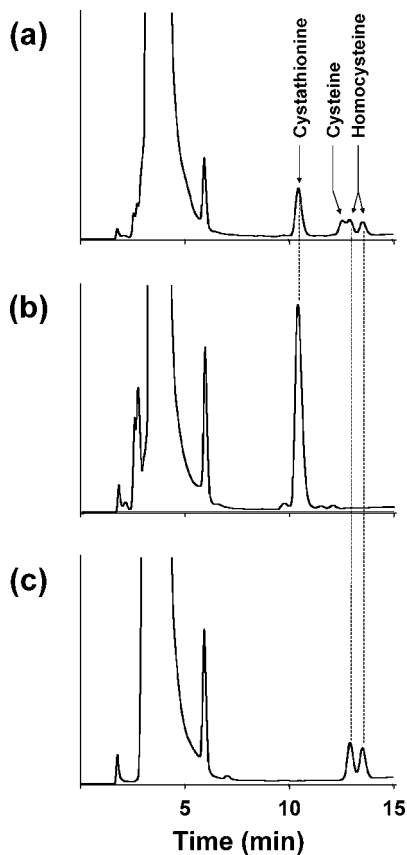 (a)
Cystathionine
Cysteine
Homocysteine
(b)
(c)
5
10
15
Time (min)